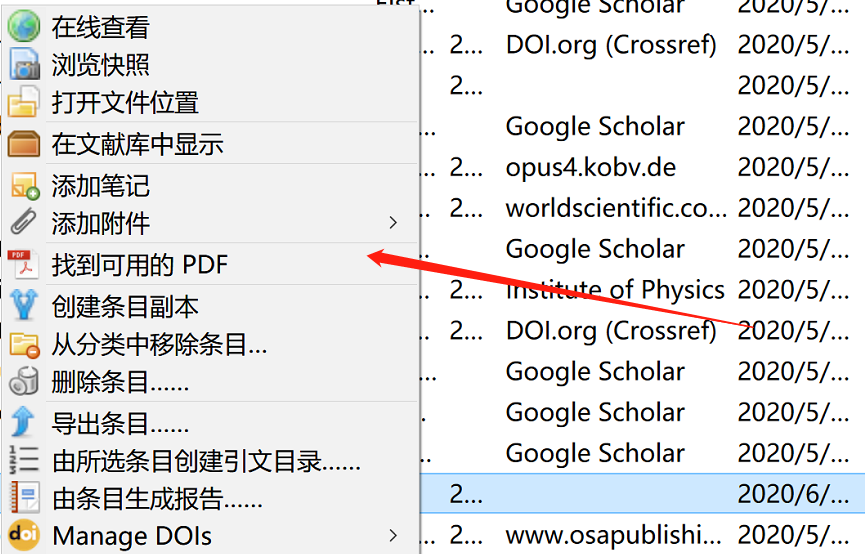 在线查看
浏览快照
打开文件位置
在文献库中显示
添加笔记
添加附件
找到可用的 PDF
创建条目副本
从分类中移除条目...
删除条目......
导出条目......
由所选条目创建引文目录......
由条目生成报告......
Manage DOIs
... Google Scholar 2020/5/...
... 2... DOI.org (Crossref) 2020/5/...
2... 2020/5/...
... Google Scholar 2020/5/...
... 2... opus4.kobv.de 2020/5/...
... 2... worldscientific.co... 2020/5/...
... Google Scholar 2020/5/...
... 2... Institute of Physics 2020/5/...
... 2... DOI.org (Crossref) 2020/5/...
... Google Scholar 2020/5/...
. Google Scholar 2020/5/...
.. Google Scholar 2020/5/...
2... 2020/6/...
.. 2... www.osapublishi... 2020/5/...
PDF
doi